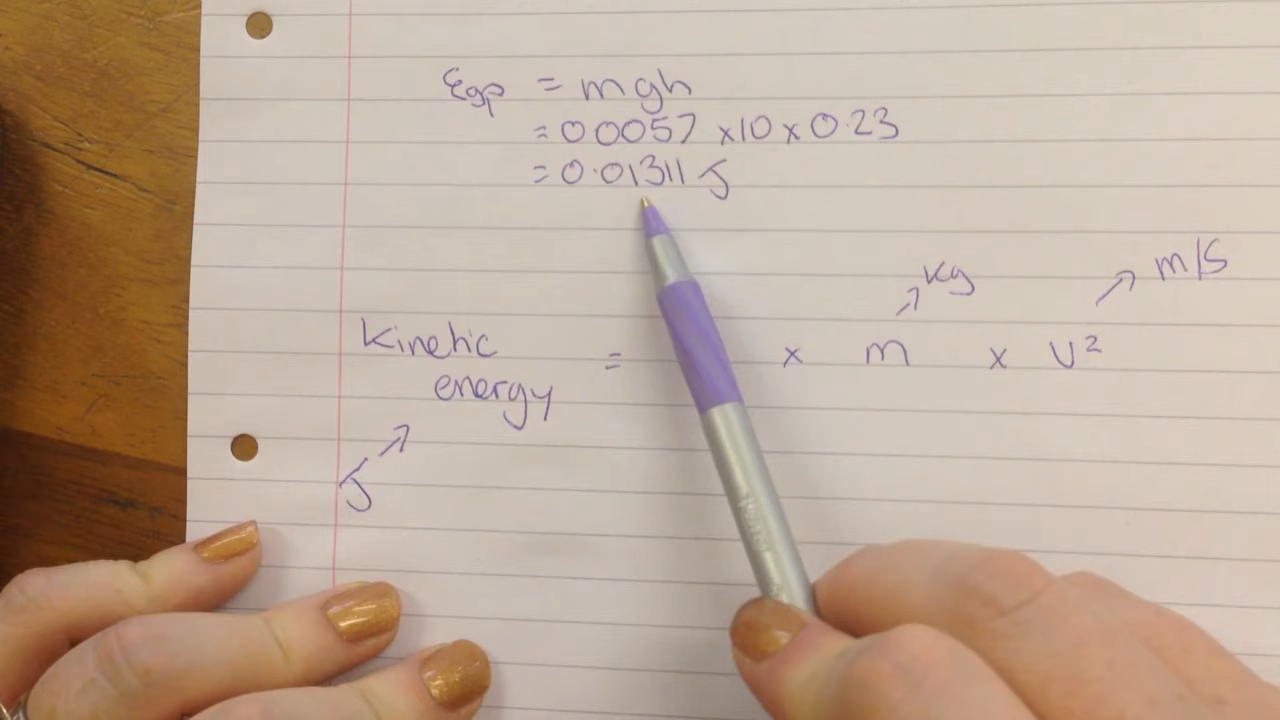 Egp = mgh
= 0.0057 x 10 x 0.23
= 0.01311 J
kg
m/s
Kinetic
energy
= x m x v²
J